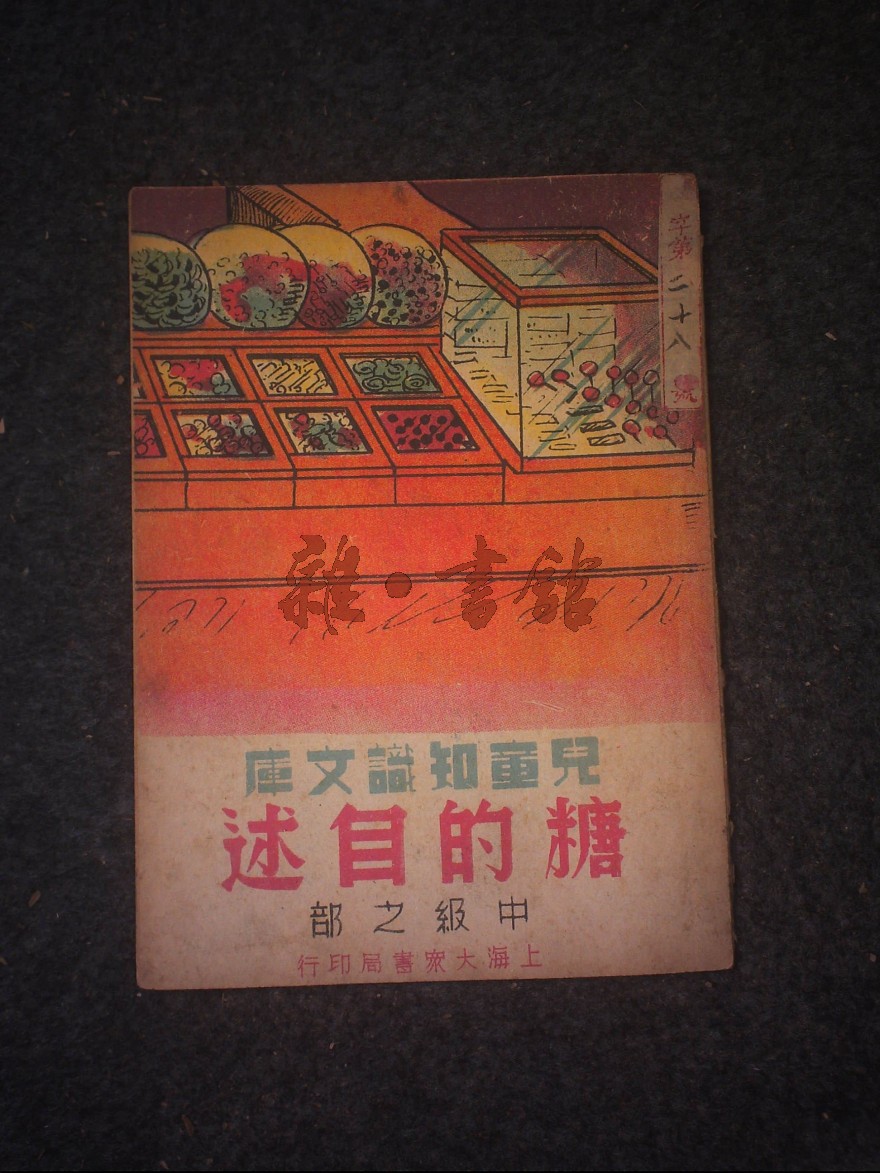 字第二十八號
雜·書館
兒童知識文庫
糖的自述
中級之部
上海大衆書局印行